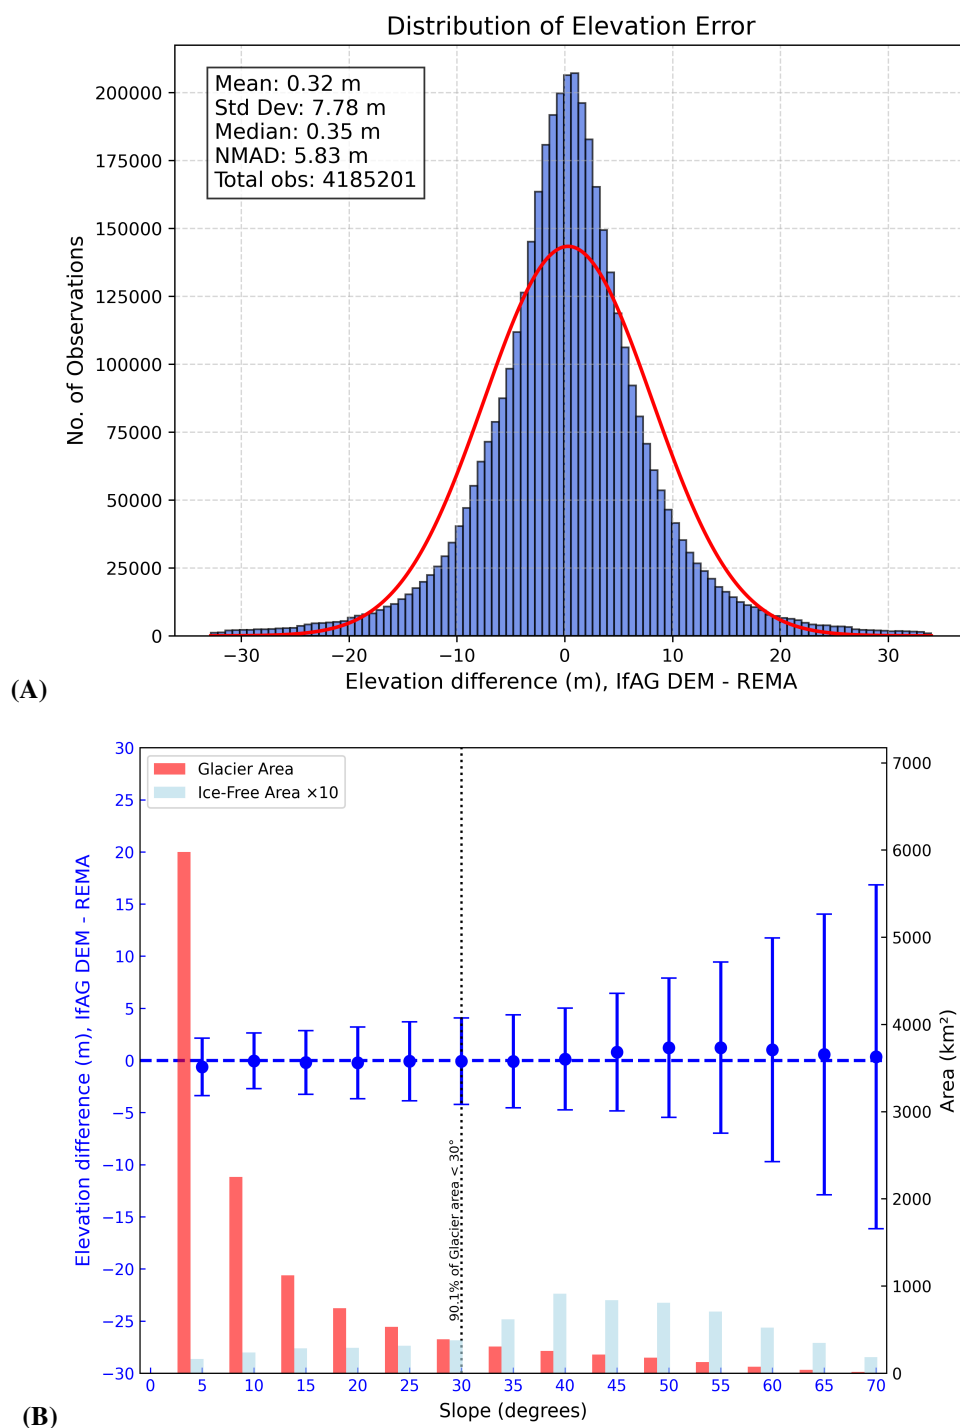 Distribution of Elevation Error
Mean: 0.32 m
Std Dev: 7.78 m
Median: 0.35 m
NMAD: 5.83 m
Total obs: 4185201
No. of Observations
200000
175000
150000
125000
100000
75000
50000
25000
0
−30 −20 −10 0 10 20 30
Elevation difference (m), IfAG DEM - REMA
(A)
Glacier Area
Ice-Free Area ×10
Elevation difference (m), IfAG DEM - REMA
30
25
20
15
10
5
0
−5
−10
−15
−20
−25
−30
90.1% of Glacier area < 30°
7000
6000
5000
4000
3000
2000
1000
0
Area (km²)
0 5 10 15 20 25 30 35 40 45 50 55 60 65 70
Slope (degrees)
(B)